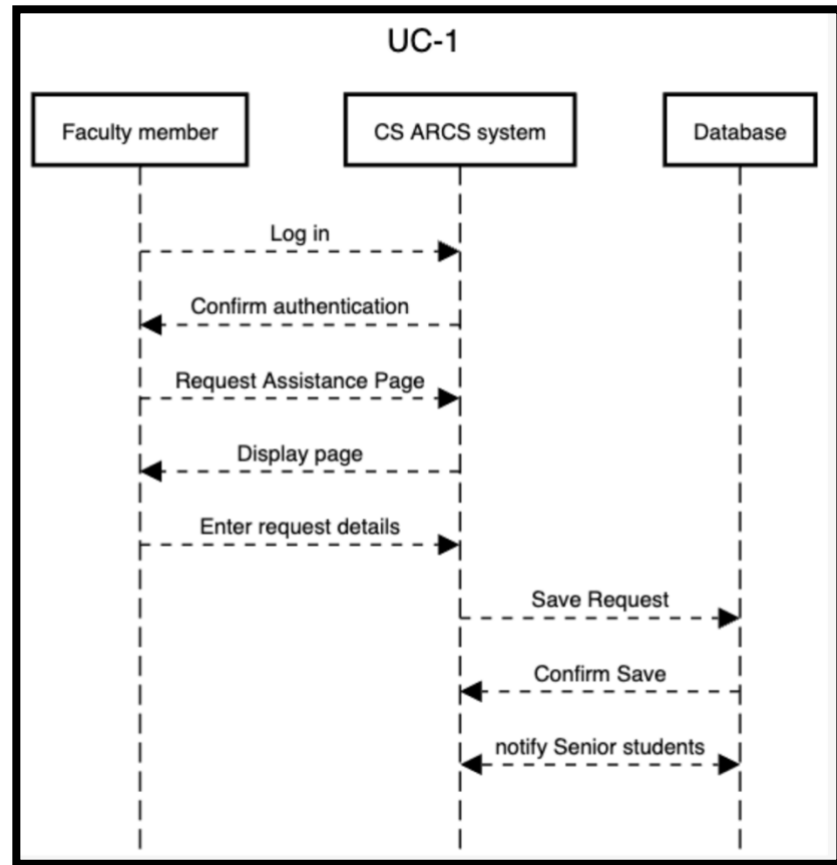 UC-1
Faculty member
CS ARCS system
Database
Log in
Confirm authentication
Request Assistance Page
Display page
Enter request details
Save Request
Confirm Save
notify Senior students